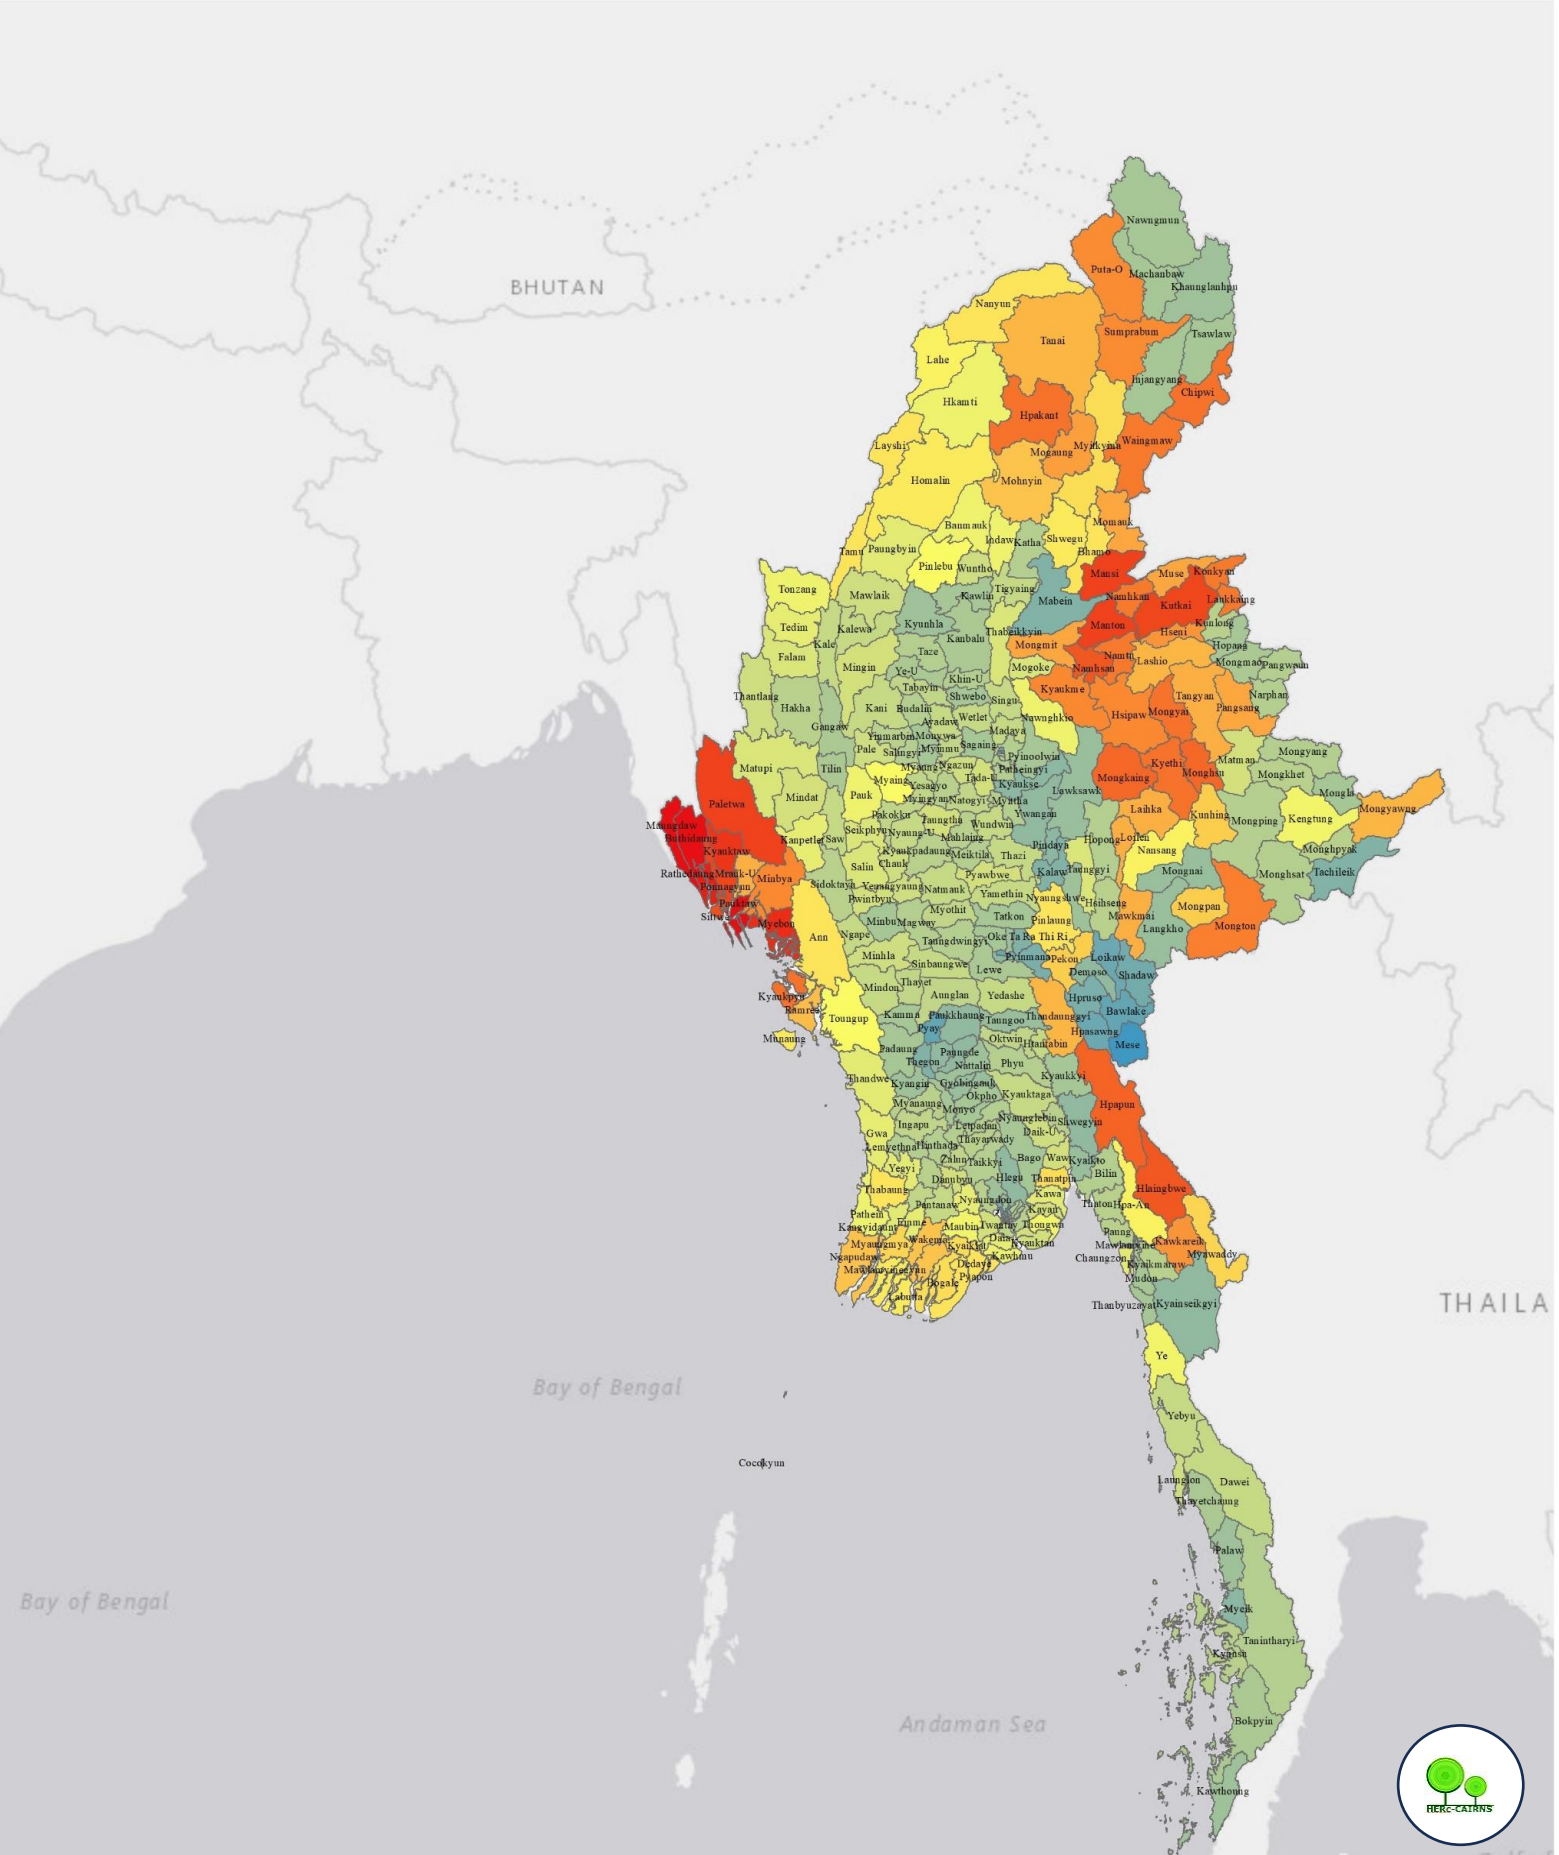 Nawngmun
BHUTAN
Puta-O
Machanbaw
Khaunglanhpu
Nanyun
Sumprabum
Tsawlaw
Tanai
Lahe
Injangyang
Chipwi
Hkamti
Hpakant
Waingmaw
Layshi
Myitkyina
Mogaung
Homalin
Mohnyin
Momauk
Banmauk
Indaw
Katha
Shwegu
Tamu
Paungbyin
Bhamo
Pinlebu
Wuntho
Mansi
Muse
Konkyan
Tonzang
Mawlaik
Kawlin
Tigyaing
Mabein
Namhkan
Kutkai
Laukkaing
Tedim
Kalewa
Kyunhla
Thabeikkyin
Manton
Hseni
Kunlong
Kale
Kanbalu
Mongmit
Hopang
Falam
Taze
Namtu
Lashio
Mongmao
Pangwaun
Mingin
Ye-U
Mogoke
Namhsan
Khin-U
Thantlang
Tabayin
Kyaukme
Tangyan
Narphan
Hakha
Kani
Budalin
Shwebo
Singu
Hsipaw
Mongyai
Pangsang
Gangaw
Ayadaw
Wetlet
Nawnghkio
Yinmarbin
Monywa
Madaya
Pale
Salingyi
Myinmu
Sagaing
Mongyang
Matupi
Tilin
Myaung
Ngazun
Pyinoolwin
Patheingyi
Kyethi
Monghsu
Matman
Mongkhet
Myaing
Yesagyo
Tada-U
Kyaukse
Lawksawk
Mongkaing
Mongla
Paletwa
Mindat
Pauk
Myingyan
Natogyi
Myittha
Laihka
Kunhing
Mongyawng
Pakokku
Taungtha
Ywangan
Mongping
Kengtung
Maungdaw
Seikphyu
Nyaung-U
Wundwin
Buthidaung
Kanpetlet
Saw
Mahlaing
Hopong
Loilen
Kyauktaw
Kyaukpadaung
Meiktila
Thazi
Pindaya
Nansang
Monghpyak
Rathedaung
Mrauk-U
Minbya
Salin
Chauk
Pyawbwe
Kalaw
Taunggyi
Mongnai
Monghsat
Tachileik
Ponnagyun
Sidoktaya
Yenangyaung
Natmauk
Yamethin
Nyaungshwe
Hsihseng
Pauktaw
Pwintbyu
Mawkmai
Mongpan
Sittwe
Myebon
Minbu
Magway
Myothit
Tatkon
Pinlaung
Langkho
Mongton
Ann
Ngape
Taungdwingyi
Oke Ta Ra Thi Ri
Minhla
Sinbaungwe
Lewe
Pyinmana
Pekon
Loikaw
Demoso
Shadaw
Mindon
Thayet
Kyaukpyu
Aunglan
Yedashe
Hpruso
Ramree
Toungup
Kamma
Paukkhaung
Taungoo
Thandaunggyi
Bawlake
Pyay
Hpasawng
Munaung
Padaung
Oktwin
Htantabin
Mese
Thegon
Paungde
Nattalin
Phyu
Thandwe
Kyangin
Gyobingauk
Kyaukkyi
Okpho
Kyauktaga
Myanaung
Monyo
Hpapun
Ingapu
Letpadan
Nyaunglebin
Shwegyin
Gwa
Thayarwady
Daik-U
Lemyethna
Hinthada
Zalun
Taikkyi
Bago
Waw
Kyaikto
Yegyi
Danubyu
Hlegu
Thanatpin
Bilin
Thabaung
Hlaingbwe
Pantanaw
Nyaungdon
Kawa
Thaton
Hpa-An
Pathein
Kayan
Kangyidaunt
Einme
Maubin
Twantay
Thongwa
Paung
Myaungmya
Wakema
Kyaiklat
Dala
Kyauktan
Mawlamyine
Kawkareik
Myawaddy
Ngapudaw
Kawhmu
Chaungzon
Kyaikmaraw
Mawlamyinegyun
Dedaye
Mudon
Bogale
Pyapon
Labutta
Thanbyuzayat
Kyainseikgyi
THAILA
Ye
Bay of Bengal
Yebyu
Cocokyun
Launglon
Dawei
Thayetchaung
Palaw
Bay of Bengal
Myeik
Tanintharyi
Kyunsu
Andaman Sea
Bokpyin
Kawthoung
HERc-CAIRNS